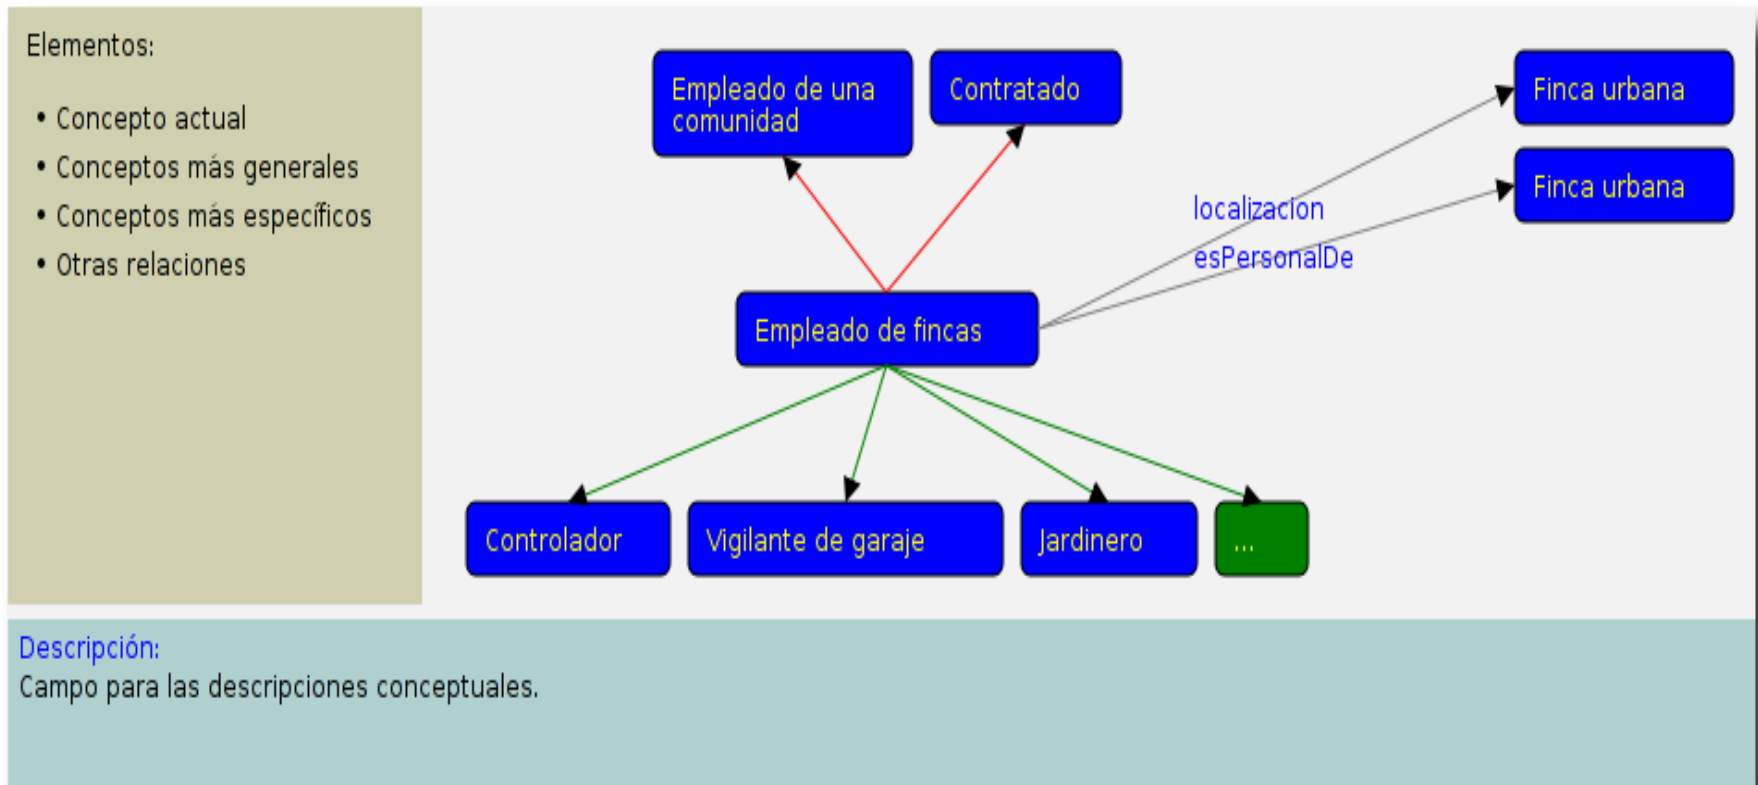 Elementos:
• Concepto actual
• Conceptos más generales
• Conceptos más específicos
• Otras relaciones
Empleado de una
comunidad
Contratado
Finca urbana
Finca urbana
localizacion
esPersonalDe
Empleado de fincas
Controlador
Vigilante de garaje
Jardinero
...
Descripción:
Campo para las descripciones conceptuales.